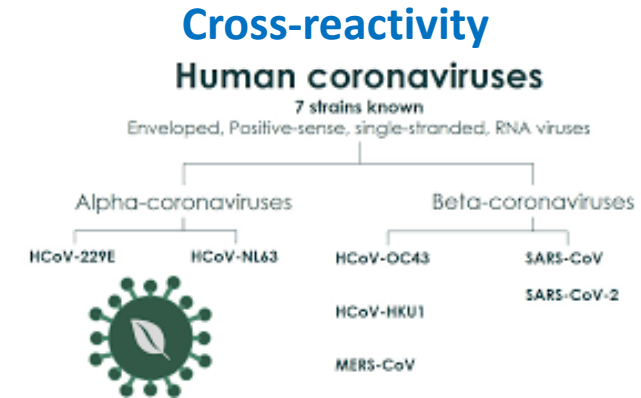 Cross-reactivity
Human coronaviruses
7 strains known
Enveloped, Positive-sense, single-stranded, RNA viruses
Alpha-coronaviruses
Beta-coronaviruses
HCoV-229E
HCoV-NL63
HCoV-OC43
SARS-CoV
SARS-CoV-2
HCoV-HKU1
MERS-CoV